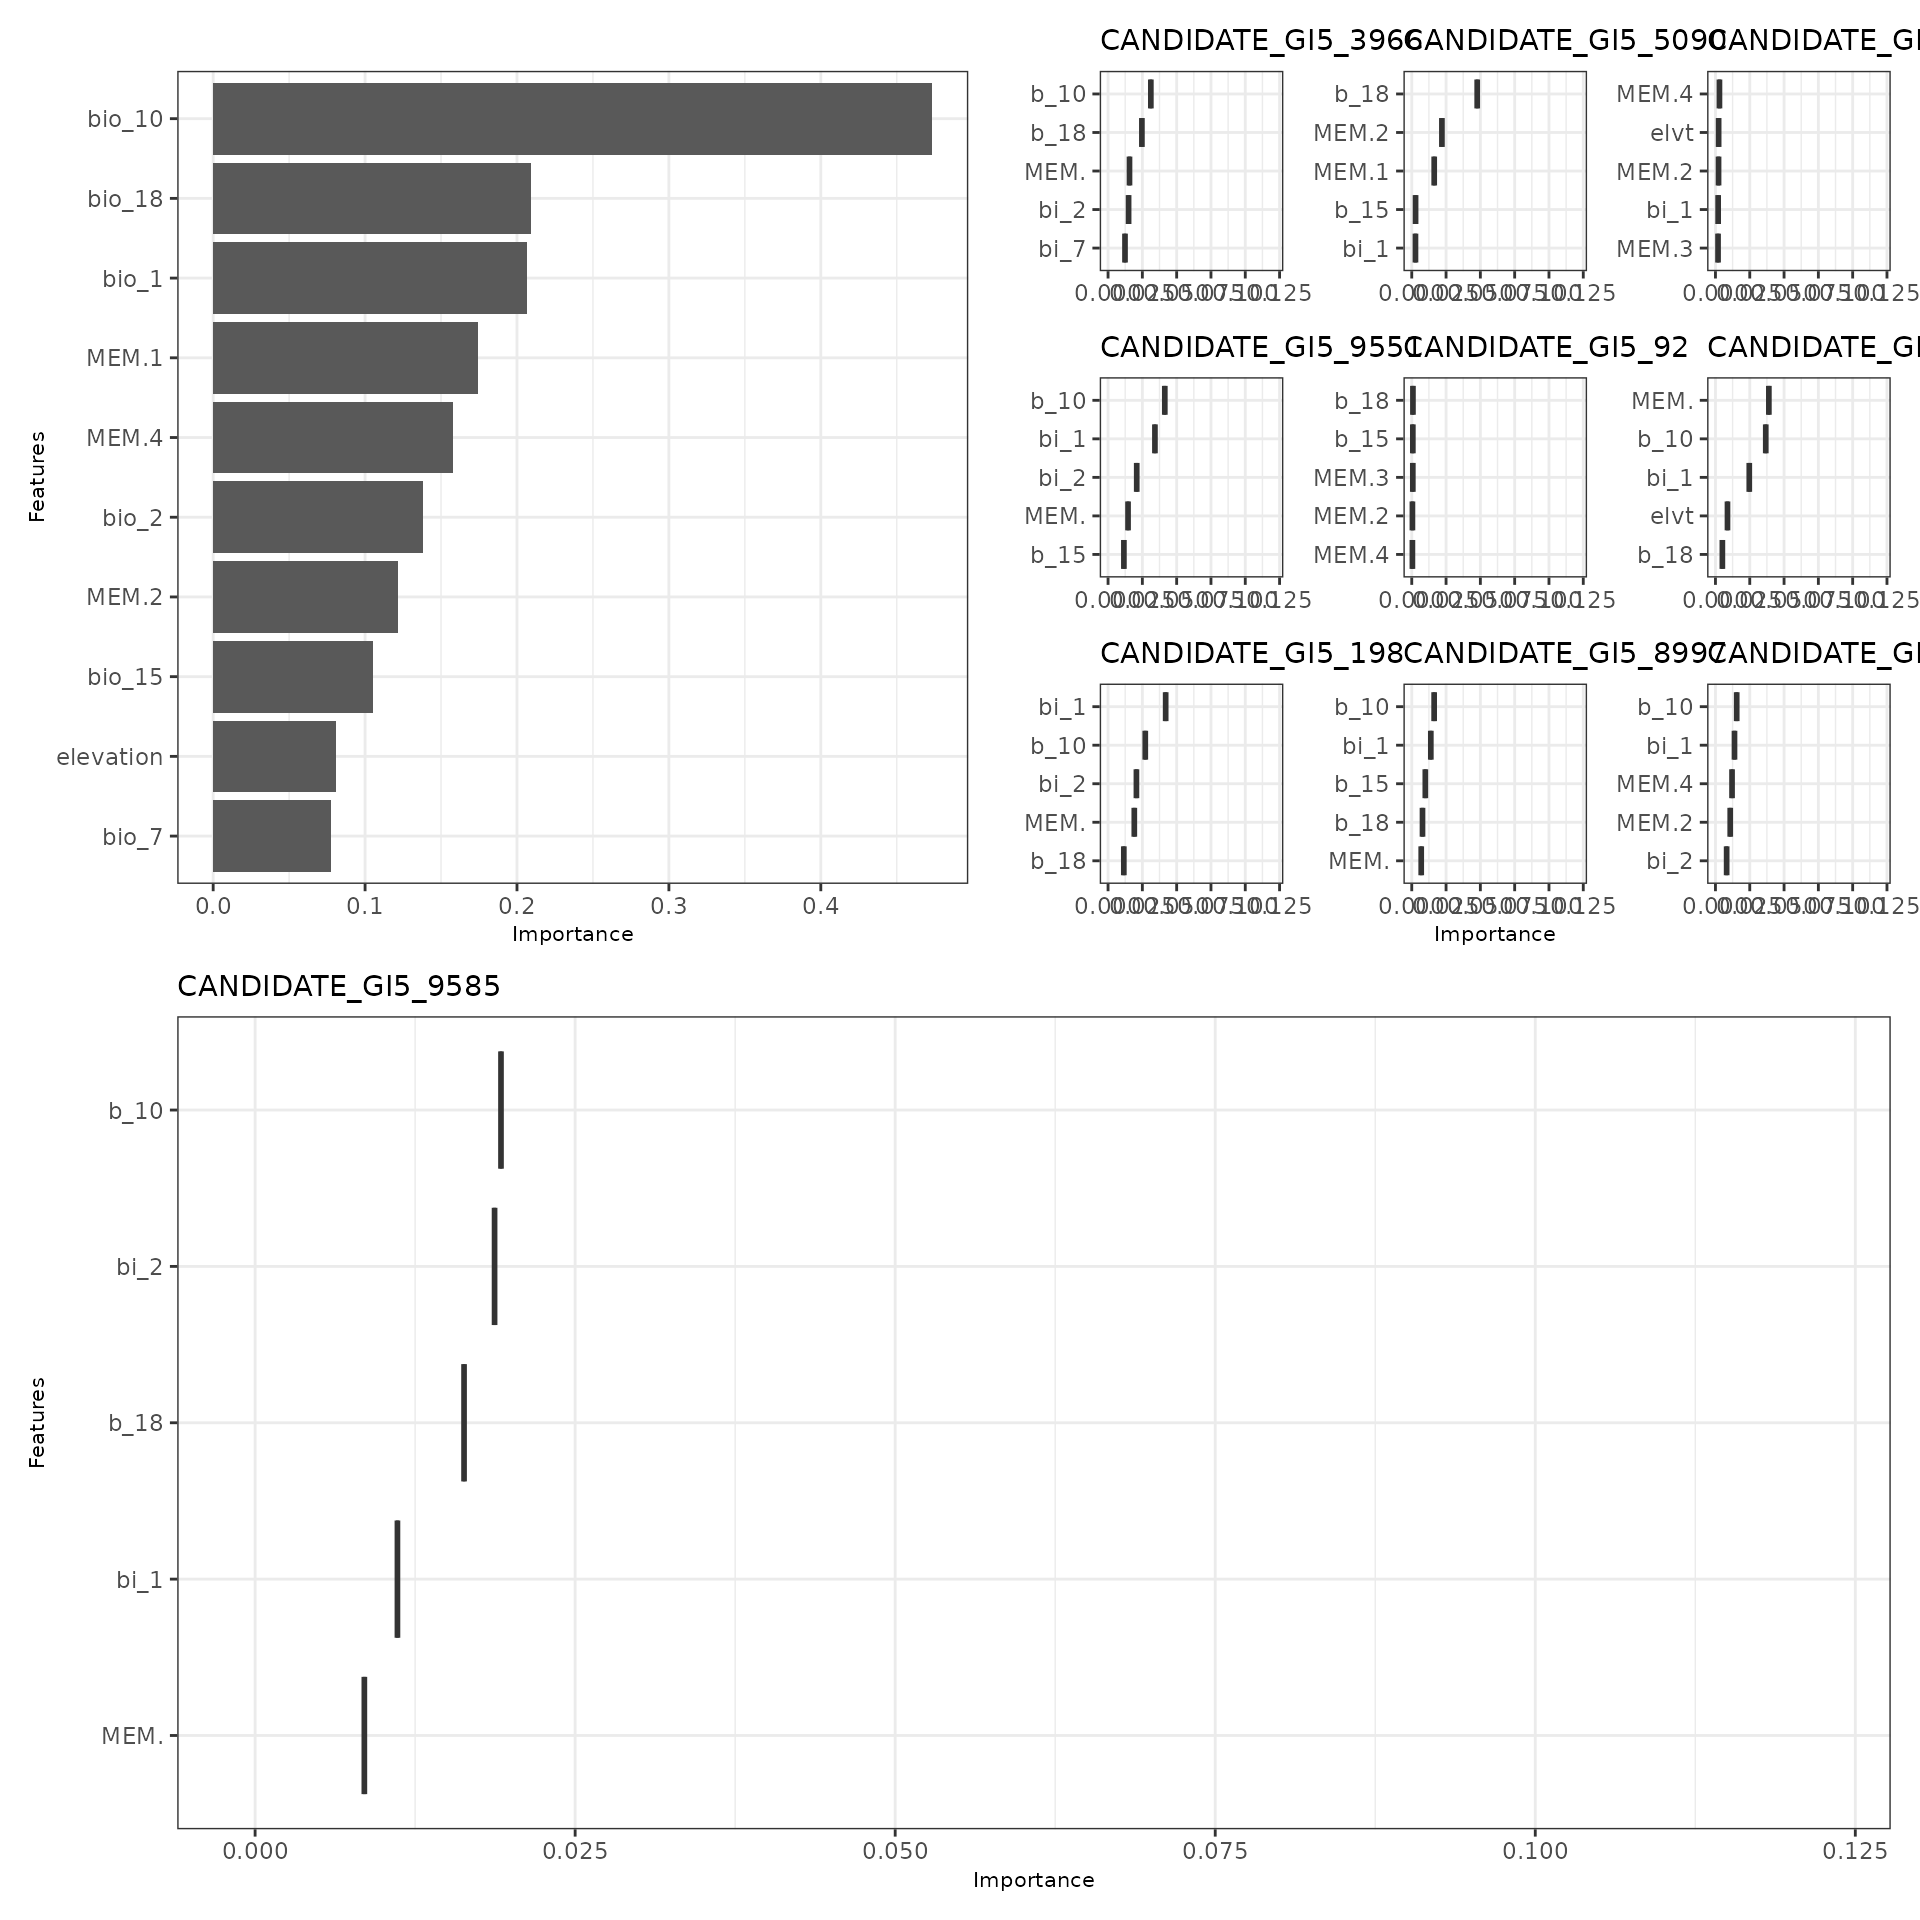 Features
bio_10
bio_18
bio_1
MEM.1
MEM.4
bio_2
MEM.2
bio_15
elevation
bio_7
0.0 0.1 0.2 0.3 0.4
Importance
CANDIDATE_GI5_3966
b_10
b_18
MEM.
bi_2
bi_7
CANDIDATE_GI5_5090
b_18
MEM.2
MEM.1
b_15
bi_1
MEM.4
elvt
MEM.2
bi_1
MEM.3
CANDIDATE_GI5_9551
b_10
bi_1
bi_2
MEM.
b_15
CANDIDATE_GI5_92
b_18
b_15
MEM.3
MEM.2
MEM.4
MEM.
b_10
bi_1
elvt
b_18
CANDIDATE_GI5_198
bi_1
b_10
bi_2
MEM.
b_18
CANDIDATE_GI5_8997
b_10
bi_1
b_15
b_18
MEM.
b_10
bi_1
MEM.4
MEM.2
bi_2
Importance
CANDIDATE_GI5_9585
Features
b_10
bi_2
b_18
bi_1
MEM.
0.000 0.025 0.050 0.075 0.100 0.125
Importance